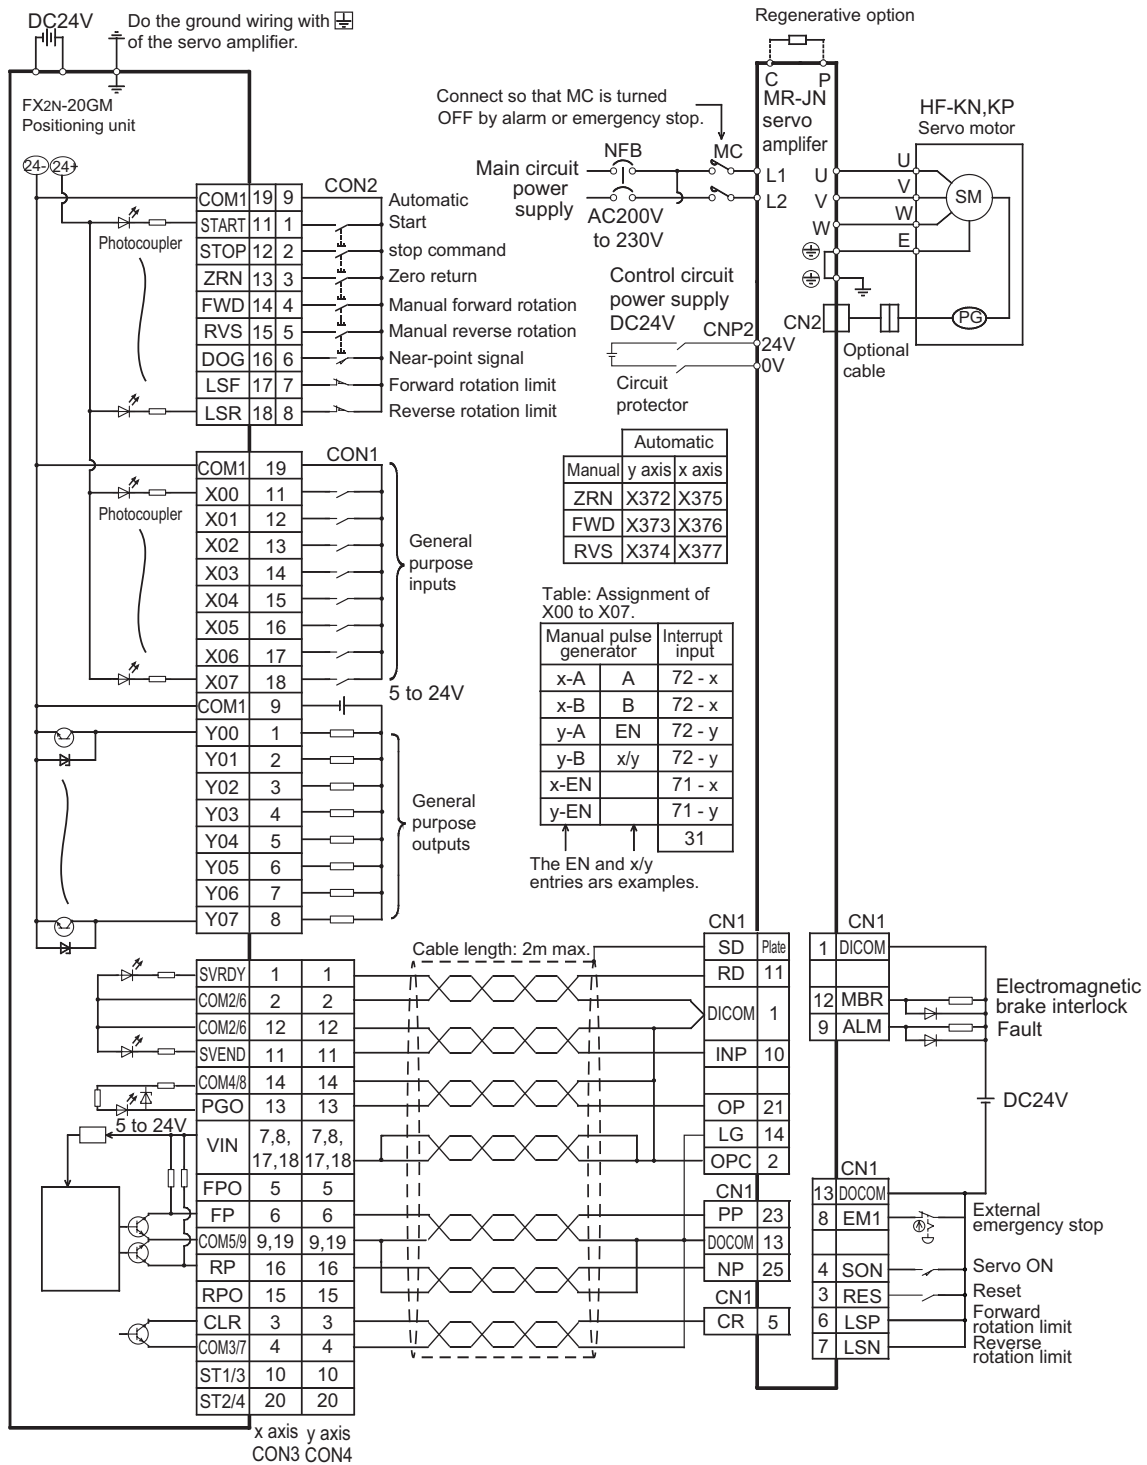 DC24V
Do the ground wiring with
of the servo amplifier.
FX2N-20GM
Positioning unit
24- 24+
CON2
COM1 19 9
START 11 1
STOP 12 2
ZRN 13 3
FWD 14 4
RVS 15 5
DOG 16 6
LSF 17 7
LSR 18 8
Photocoupler
Automatic
Start
stop command
Zero return
Manual forward rotation
Manual reverse rotation
Near-point signal
Forward rotation limit
Reverse rotation limit
CON1
COM1 19
X00 11
X01 12
X02 13
X03 14
X04 15
X05 16
X06 17
X07 18
COM1 9
Y00 1
Y01 2
Y02 3
Y03 4
Y04 5
Y05 6
Y06 7
Y07 8
Photocoupler
General
purpose
inputs
5 to 24V
General
purpose
outputs
SVRDY 1 1
COM2/6 2 2
COM2/6 12 12
SVEND 11 11
COM4/8 14 14
PGO 13 13
VIN 7,8, 7,8,
17,18 17,18
FPO 5 5
FP 6 6
COM5/9 9,19 9,19
RP 16 16
RPO 15 15
CLR 3 3
COM3/7 4 4
ST1/3 10 10
ST2/4 20 20
x axis y axis
CON3 CON4
5 to 24V
Cable length: 2m max.
Regenerative option
C P
MR-JN
servo
amplifer
Connect so that MC is turned
OFF by alarm or emergency stop.
NFB MC
Main circuit
power
supply
AC200V
to 230V
L1
L2
U
V
W
U
V
W
E
HF-KN,KP
Servo motor
SM
PG
CN2
Optional
cable
Control circuit
power supply
DC24V
CNP2
24V
0V
Circuit
protector
Automatic
Manual y axis x axis
ZRN X372 X375
FWD X373 X376
RVS X374 X377
Table: Assignment of
X00 to X07.
Manual pulse
generator
Interrupt
input
x-A A 72 - x
x-B B 72 - x
y-A EN 72 - y
y-B x/y 72 - y
x-EN 71 - x
y-EN 71 - y
31
The EN and x/y
entries ars examples.
CN1
SD Plate
RD 11
DICOM 1
INP 10
OP 21
LG 14
OPC 2
CN1
PP 23
DOCOM 13
NP 25
CN1
CR 5
CN1
1 DICOM
12 MBR
9 ALM
Electromagnetic
brake interlock
Fault
DC24V
CN1
13 DOCOM
8 EM1
4 SON
3 RES
6 LSP
7 LSN
External
emergency stop
Servo ON
Reset
Forward
rotation limit
Reverse
rotation limit